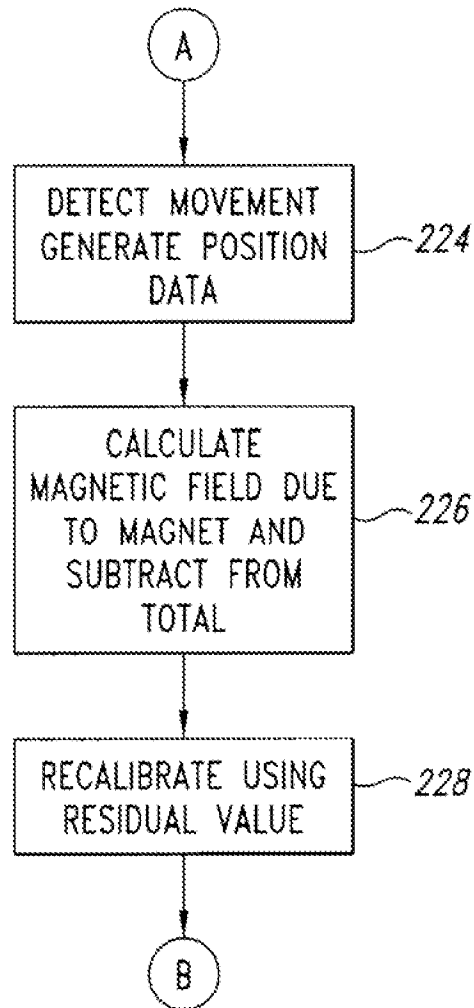 A
DETECT MOVEMENT
GENERATE POSITION
DATA
224
CALCULATE
MAGNETIC FIELD DUE
TO MAGNET AND
SUBTRACT FROM
TOTAL
226
RECALIBRATE USING
RESIDUAL VALUE
228
B